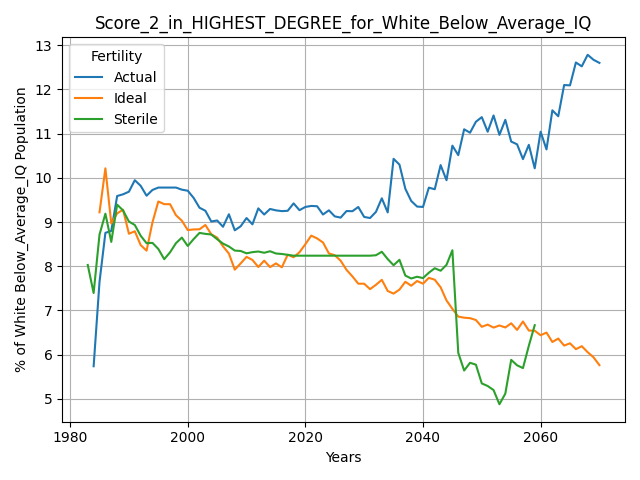 Score_2_in_HIGHEST_DEGREE_for_White_Below_Average_IQ
Fertility
Actual
Ideal
Sterile
% of White Below_Average_IQ Population
13
12
11
10
9
8
7
6
5
1980
2000
2020
2040
2060
Years